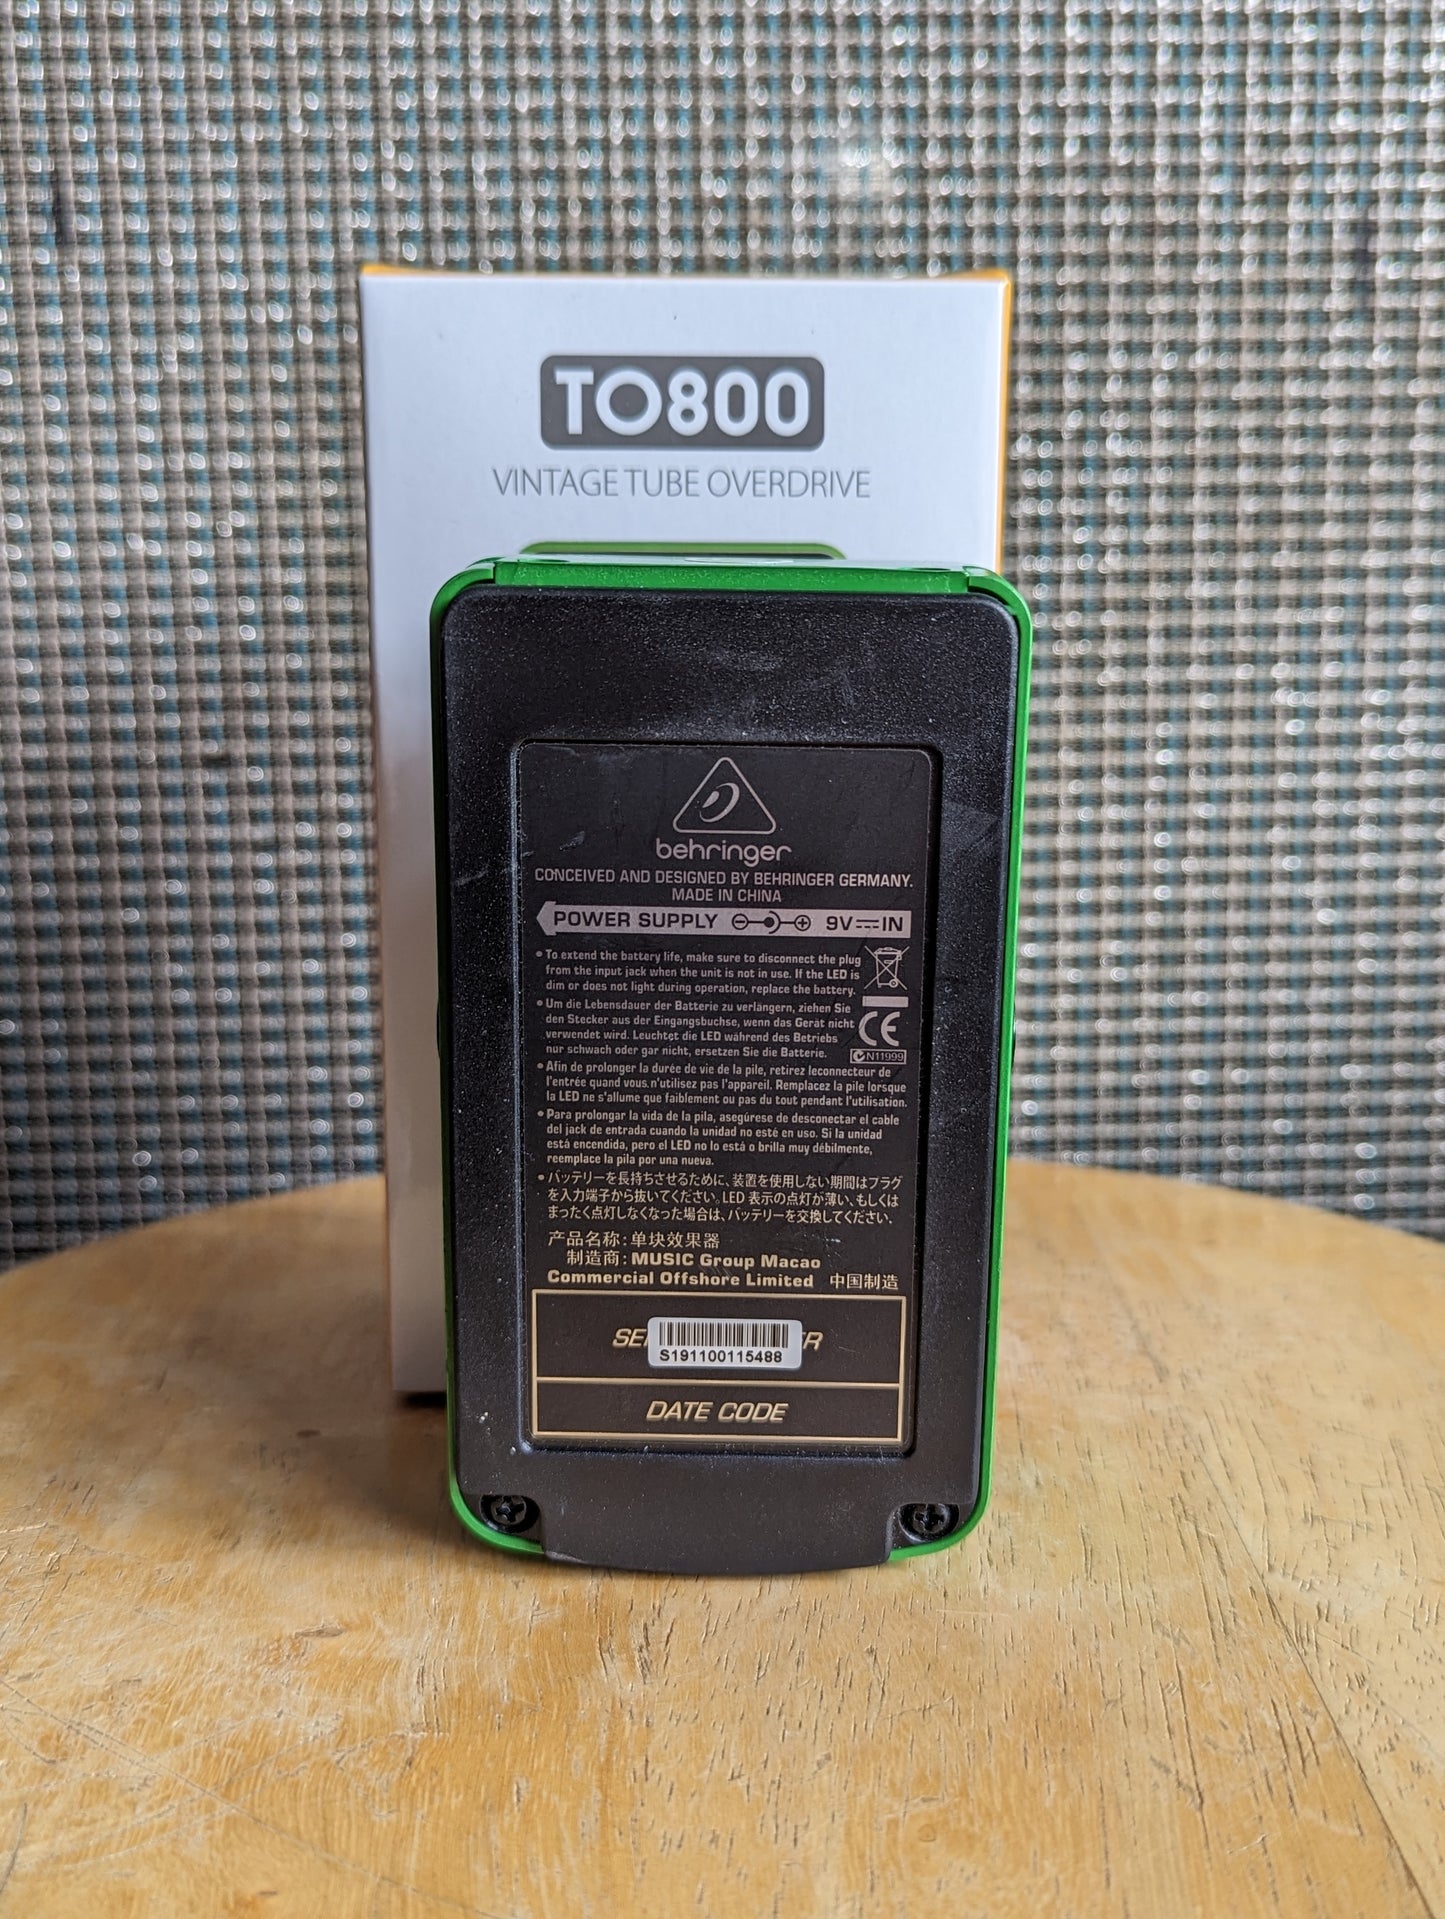 TO800
VINTAGE TUBE OVERDRIVE
behringer
CONCEIVED AND DESIGNED BY BEHRINGER GERMANY.
MADE IN CHINA
POWER SUPPLY 9V IN
• To extend the battery life, make sure to disconnect the plug
from the input jack when the unit is not in use. If the LED is
dim or does not light during operation, replace the battery.
• Um die Lebensdauer der Batterie zu verlängern, ziehen Sie
den Stecker aus der Eingangsbuchse, wenn das Gerät nicht
verwendet wird. Leuchtet die LED während des Betriebs
nur schwach oder gar nicht, ersetzen Sie die Batterie.
CE
N11999
• Afin de prolonger la durée de vie de la pile, retirez leconnecteur de
l'entrée quand vous n'utilisez pas l'appareil. Remplacez la pile lorsque
la LED ne s'allume que faiblement ou pas du tout pendant l'utilisation.
• Para prolongar la vida de la pila, asegúrese de desconectar el cable
del jack de entrada cuando la unidad no esté en uso. Si la unidad
está encendida, pero el LED no lo está o brilla muy débilmente,
reemplace la pila por una nueva.
• バッテリーを長持ちさせるために、装置を使用しない期間はプラグ
を入力端子から抜いてください。LED 表示の点灯が薄い、もしくは
まったく点灯しなくなった場合は、バッテリーを交換してください.
产品名称:单块效果器
制造商:MUSIC Group Macao
Commercial Offshore Limited 中国制造
SE ER
S191100115488
DATE CODE